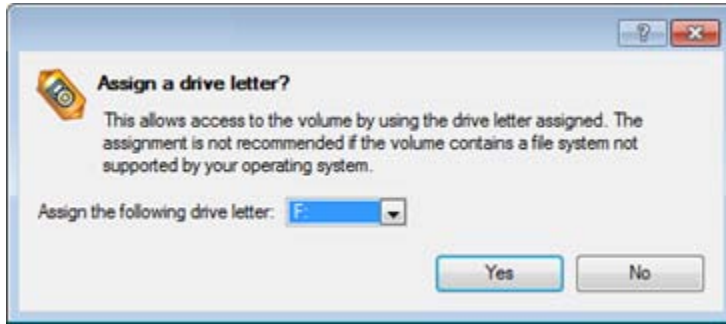 Assign a drive letter?
This allows access to the volume by using the drive letter assigned. The
assignment is not recommended if the volume contains a file system not
supported by your operating system.
Assign the following drive letter: F:
Yes No